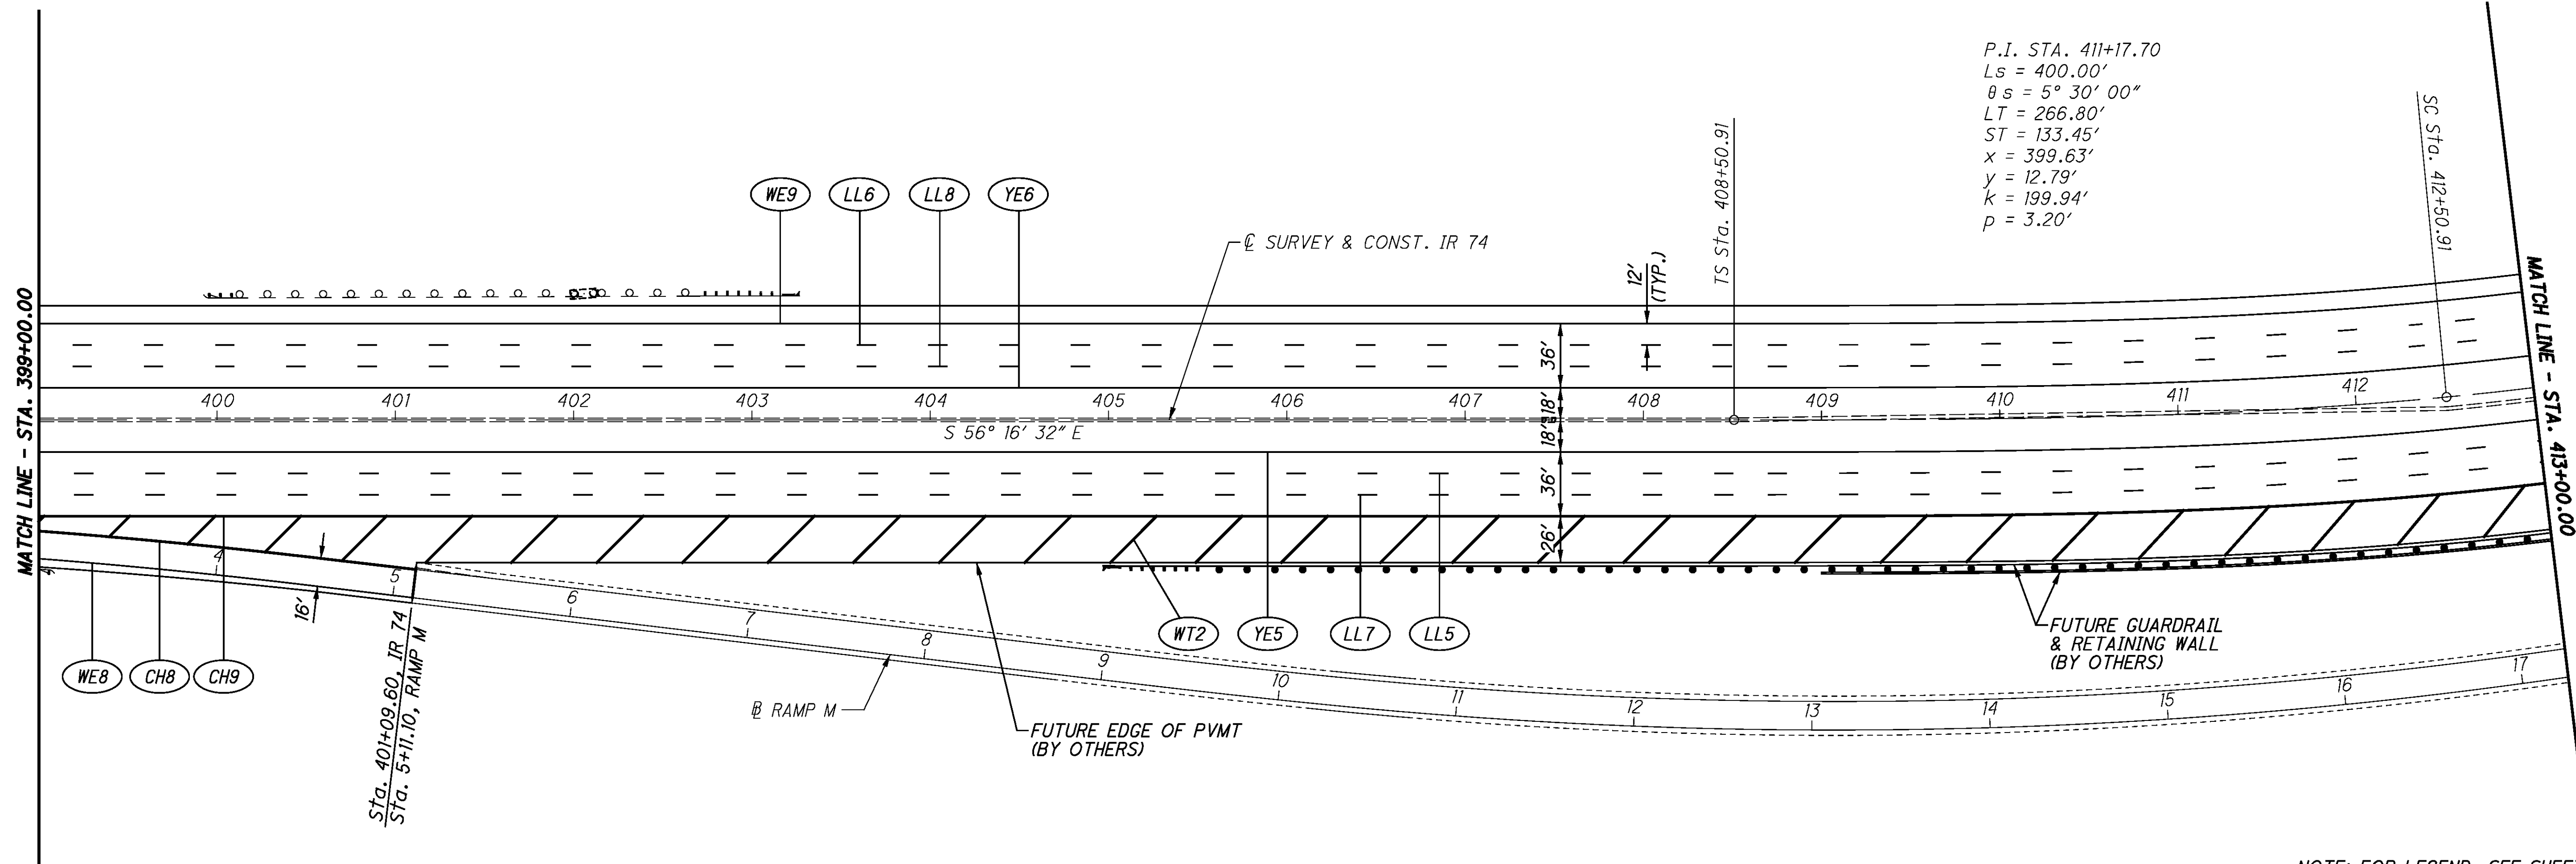 P.I. STA. 411+17.70
Ls = 400.00'
θs = 5° 30' 00"
LT = 266.80'
ST = 133.45'
x = 399.63'
y = 12.79'
k = 199.94'
p = 3.20'
TS Sta. 408+50.91
SC Sta. 412+50.91
WE9 LL6 LL8 YE6
℄ SURVEY & CONST. IR 74
12'
(TYP.)
MATCH LINE - STA. 399+00.00
MATCH LINE - STA. 413+00.00
36'
400 401 402 403 404 405 406 407 408 409 410 411 412
18'
S 56° 16' 32" E
18'
36'
26'
4 5 6 7 8 9 10 11 12 13 14 15 16 17
16'
WT2 YE5 LL7 LL5
FUTURE GUARDRAIL
& RETAINING WALL
(BY OTHERS)
WE8 CH8 CH9
Sta. 401+09.60, IR 74
Sta. 5+11.10, RAMP M
B̲L RAMP M
FUTURE EDGE OF PVMT
(BY OTHERS)